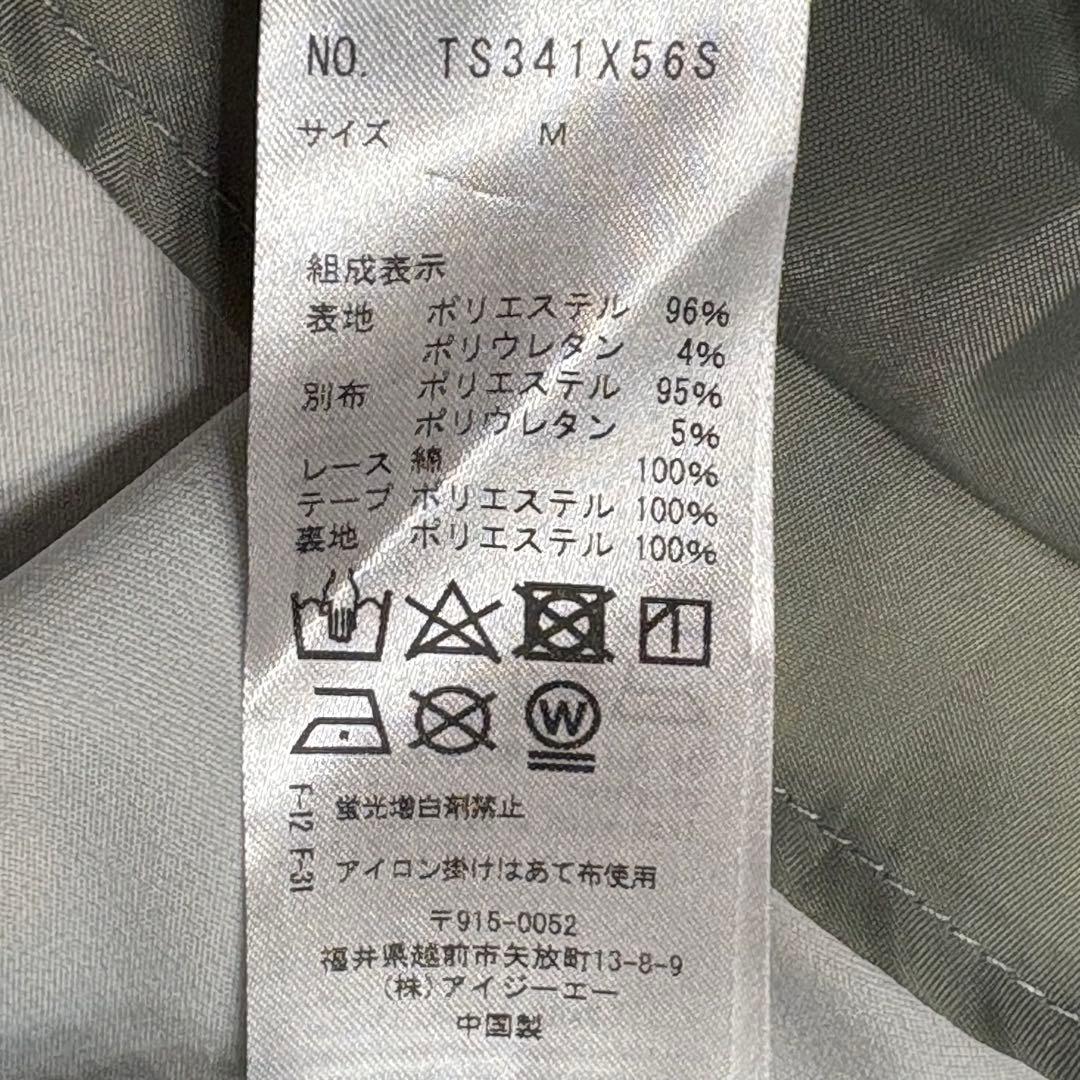 NO. TS341X56S
サイズ M
組成表示
表地 ポリエステル 96%
ポリウレタン 4%
別布 ポリエステル 95%
ポリウレタン 5%
レース 綿 100%
テープ ポリエステル 100%
裏地 ポリエステル 100%
W
F-12 蛍光増白剤禁止
F-31 アイロン掛けはあて布使用
〒915-0052
福井県越前市矢放町13-8-9
(株)アイジーエー
中国製